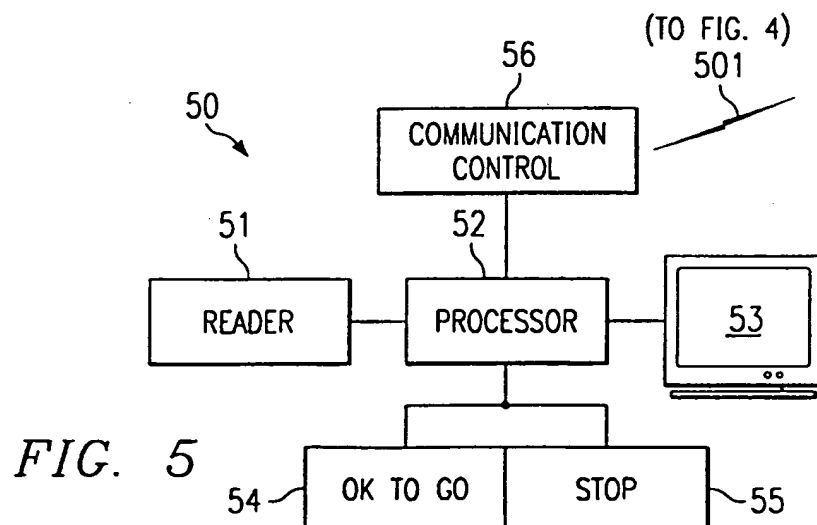 (TO FIG. 4)
501
56
50
COMMUNICATION
CONTROL
51
52
READER
PROCESSOR
53
FIG. 5
54
OK TO GO
STOP
55